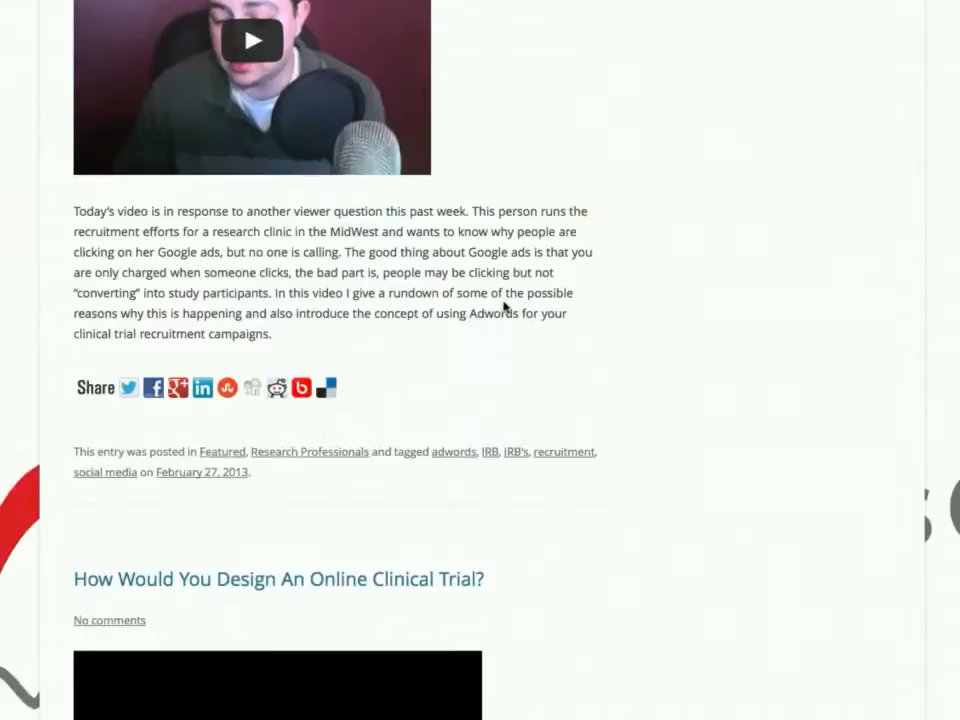 Today's video is in response to another viewer question this past week. This person runs the
recruitment efforts for a research clinic in the MidWest and wants to know why people are
clicking on her Google ads, but no one is calling. The good thing about Google ads is that you
are only charged when someone clicks, the bad part is, people may be clicking but not
“converting” into study participants. In this video I give a rundown of some of the possible
reasons why this is happening and also introduce the concept of using Adwords for your
clinical trial recruitment campaigns.
Share
This entry was posted in Featured, Research Professionals and tagged adwords, IRB, IRB's, recruitment,
social media on February 27, 2013.
How Would You Design An Online Clinical Trial?
No comments